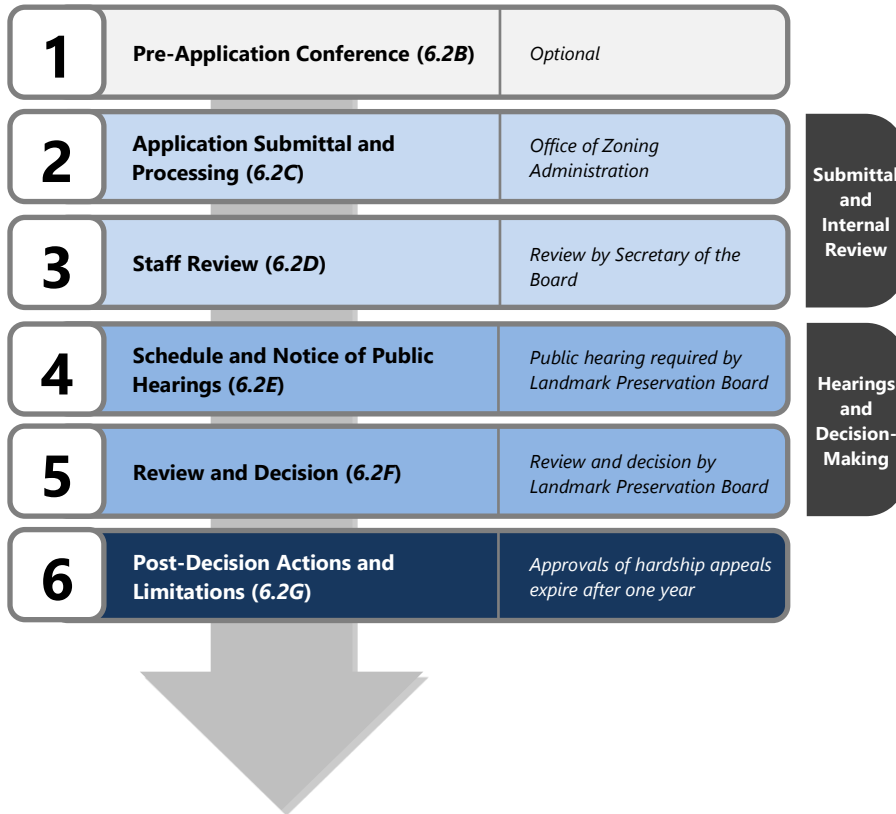 1
Pre-Application Conference (6.2B)
Optional
2
Application Submittal and
Processing (6.2C)
Office of Zoning
Administration
3
Staff Review (6.2D)
Review by Secretary of the
Board
Submittal
and
Internal
Review
4
Schedule and Notice of Public
Hearings (6.2E)
Public hearing required by
Landmark Preservation Board
5
Review and Decision (6.2F)
Review and decision by
Landmark Preservation Board
Hearings
and
Decision-
Making
6
Post-Decision Actions and
Limitations (6.2G)
Approvals of hardship appeals
expire after one year